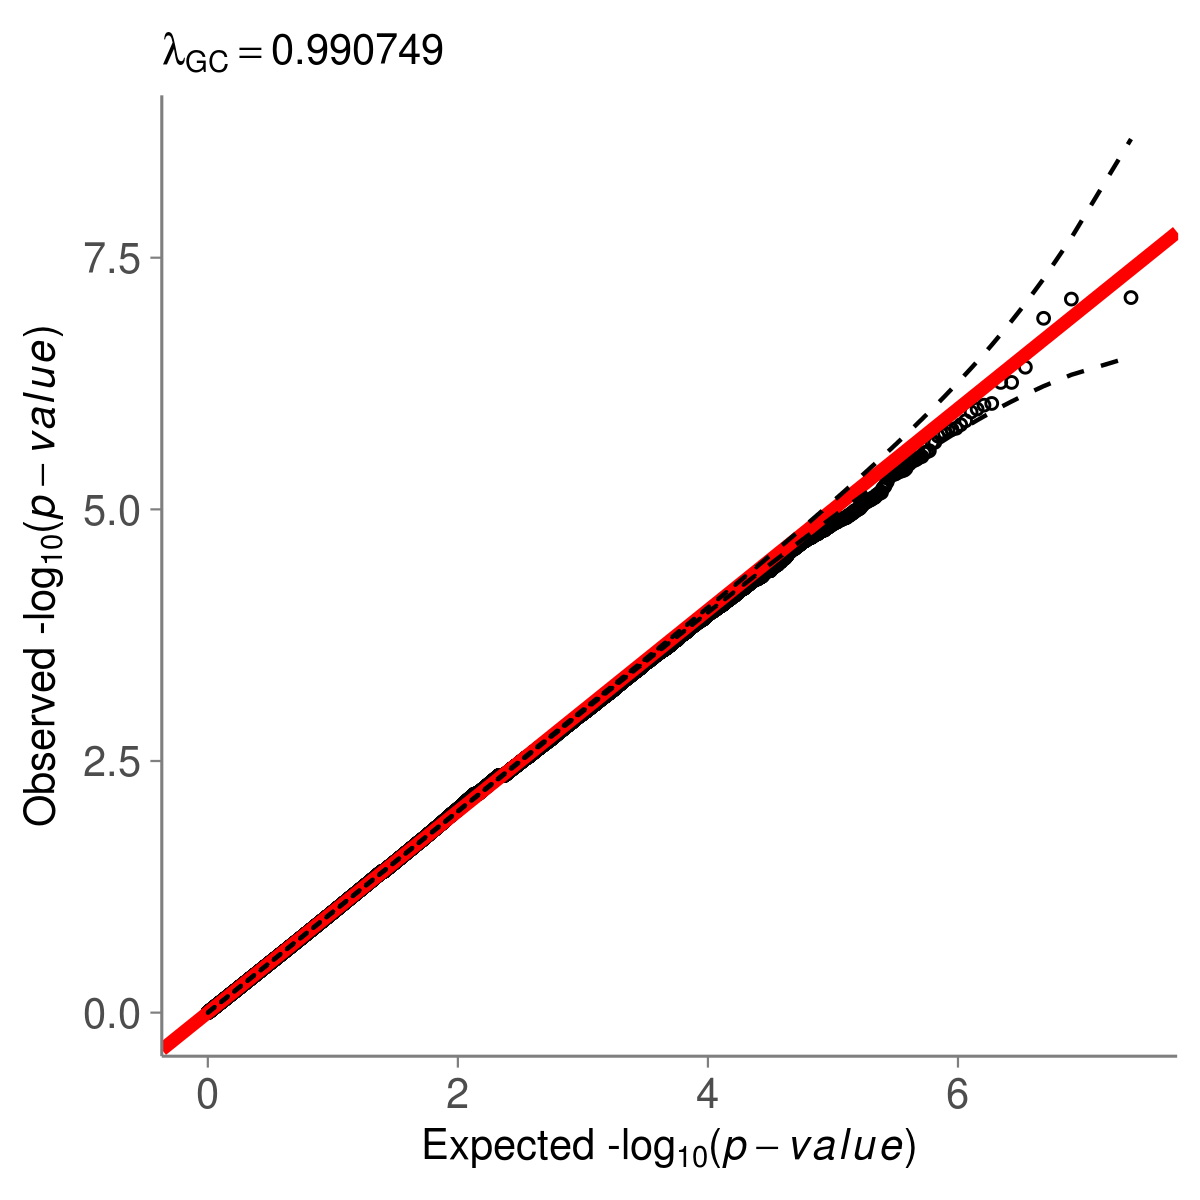 λGC = 0.990749
7.5
5.0
2.5
0.0
Observed -log10(p − value)
0 2 4 6
Expected -log10(p − value)